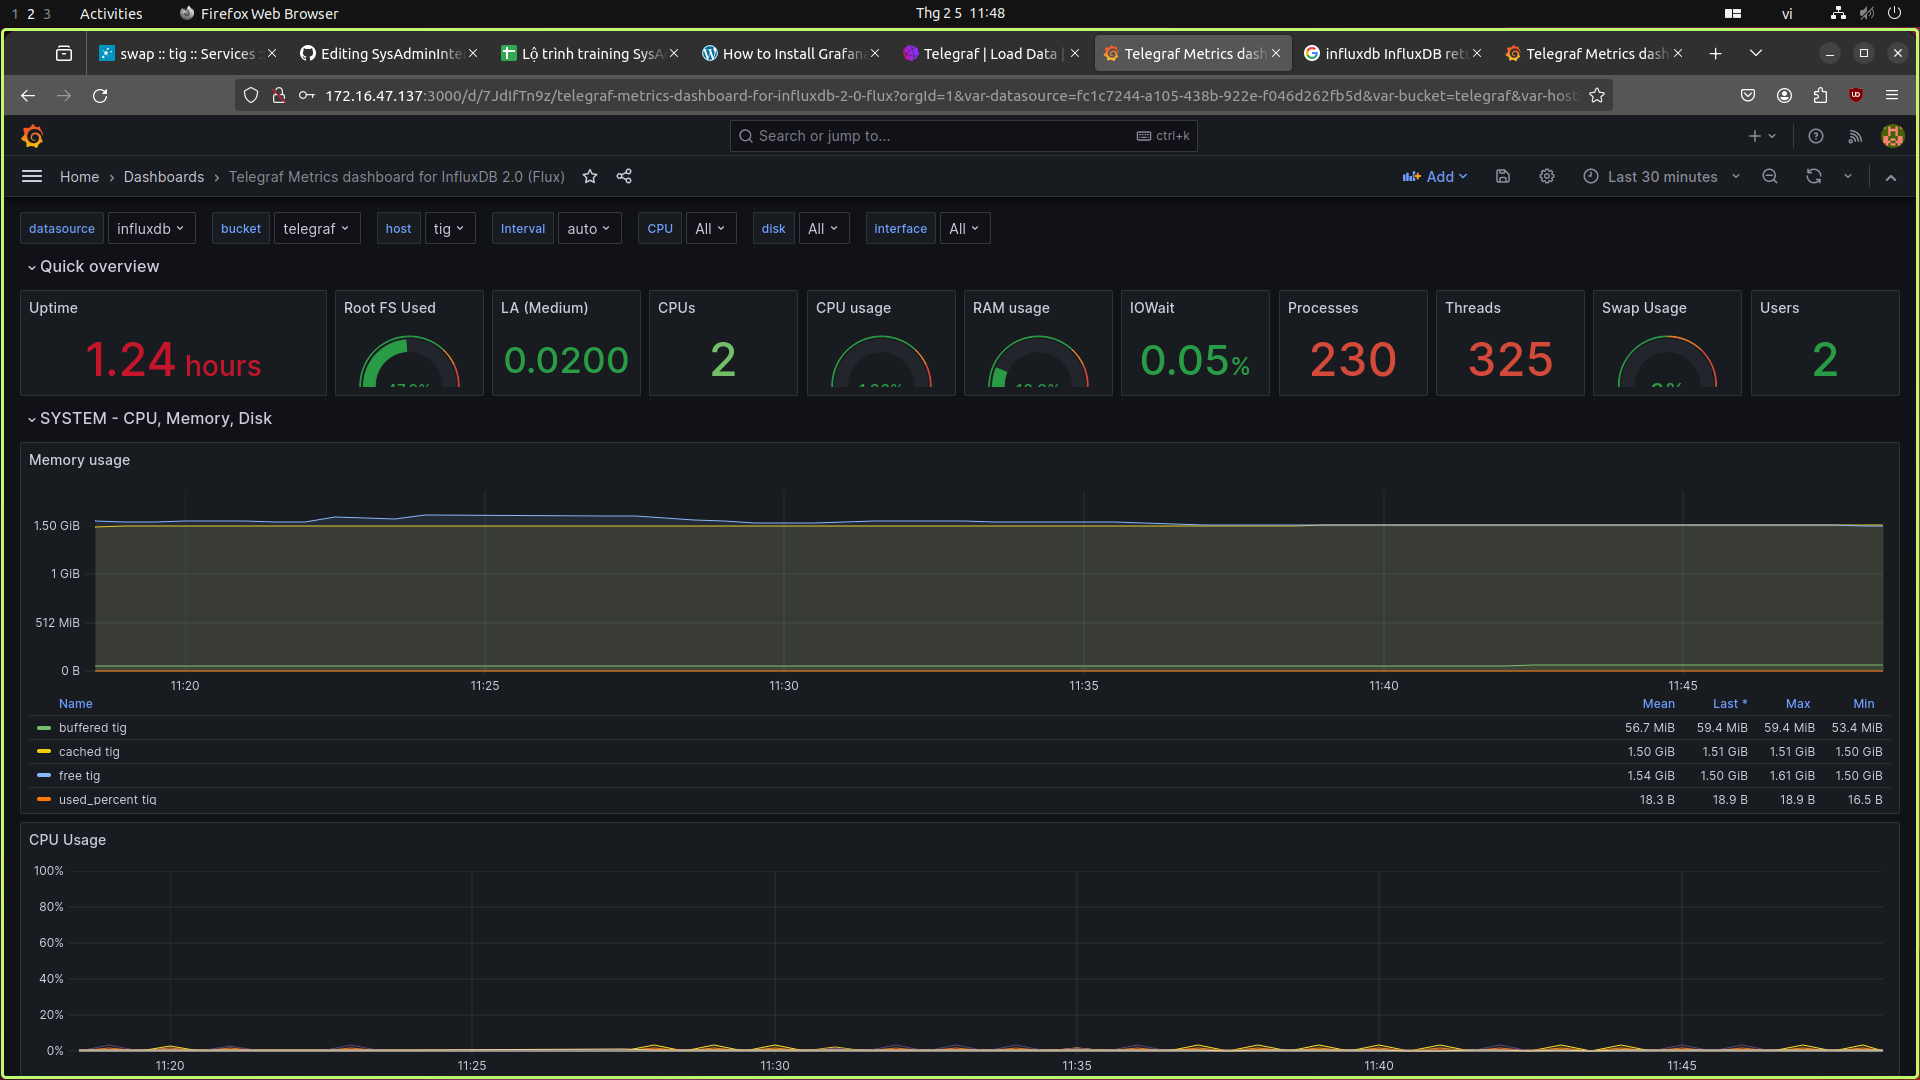 1 2 3 Activities Firefox Web Browser Thg 2 5 11:48 vi
swap :: tig :: Services :: Editing SysAdminInte Lộ trình training SysA How to Install Grafana Telegraf | Load Data | Telegraf Metrics dash influxdb InfluxDB ret Telegraf Metrics dash
172.16.47.137:3000/d/7JdIfTn9z/telegraf-metrics-dashboard-for-influxdb-2-0-flux?orgId=1&var-datasource=fc1c7244-a105-438b-922e-f046d262fb5d&var-bucket=telegraf&var-host
Search or jump to... ctrl+k
Home › Dashboards › Telegraf Metrics dashboard for InfluxDB 2.0 (Flux) Add Last 30 minutes
datasource influxdb bucket telegraf host tig Interval auto CPU All disk All interface All
Quick overview
Uptime Root FS Used LA (Medium) CPUs CPU usage RAM usage IOWait Processes Threads Swap Usage Users
1.24 hours 0.0200 2 0.05% 230 325 2
SYSTEM - CPU, Memory, Disk
Memory usage
1.50 GiB
1 GiB
512 MiB
0 B
11:20 11:25 11:30 11:35 11:40 11:45
Name Mean Last * Max Min
buffered tig 56.7 MiB 59.4 MiB 59.4 MiB 53.4 MiB
cached tig 1.50 GiB 1.51 GiB 1.51 GiB 1.50 GiB
free tig 1.54 GiB 1.50 GiB 1.61 GiB 1.50 GiB
used_percent tig 18.3 B 18.9 B 18.9 B 16.5 B
CPU Usage
100%
80%
60%
40%
20%
0%
11:20 11:25 11:30 11:35 11:40 11:45